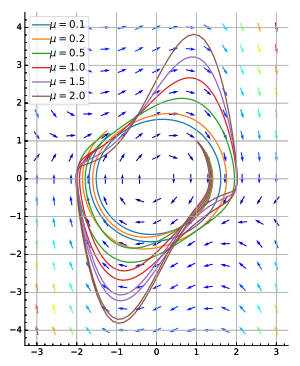 4
μ = 0.1
μ = 0.2
3
μ = 0.5
μ = 1.0
μ = 1.5
2
μ = 2.0
1
0
−1
−2
−3
−4
−3 −2 −1 0 1 2 3